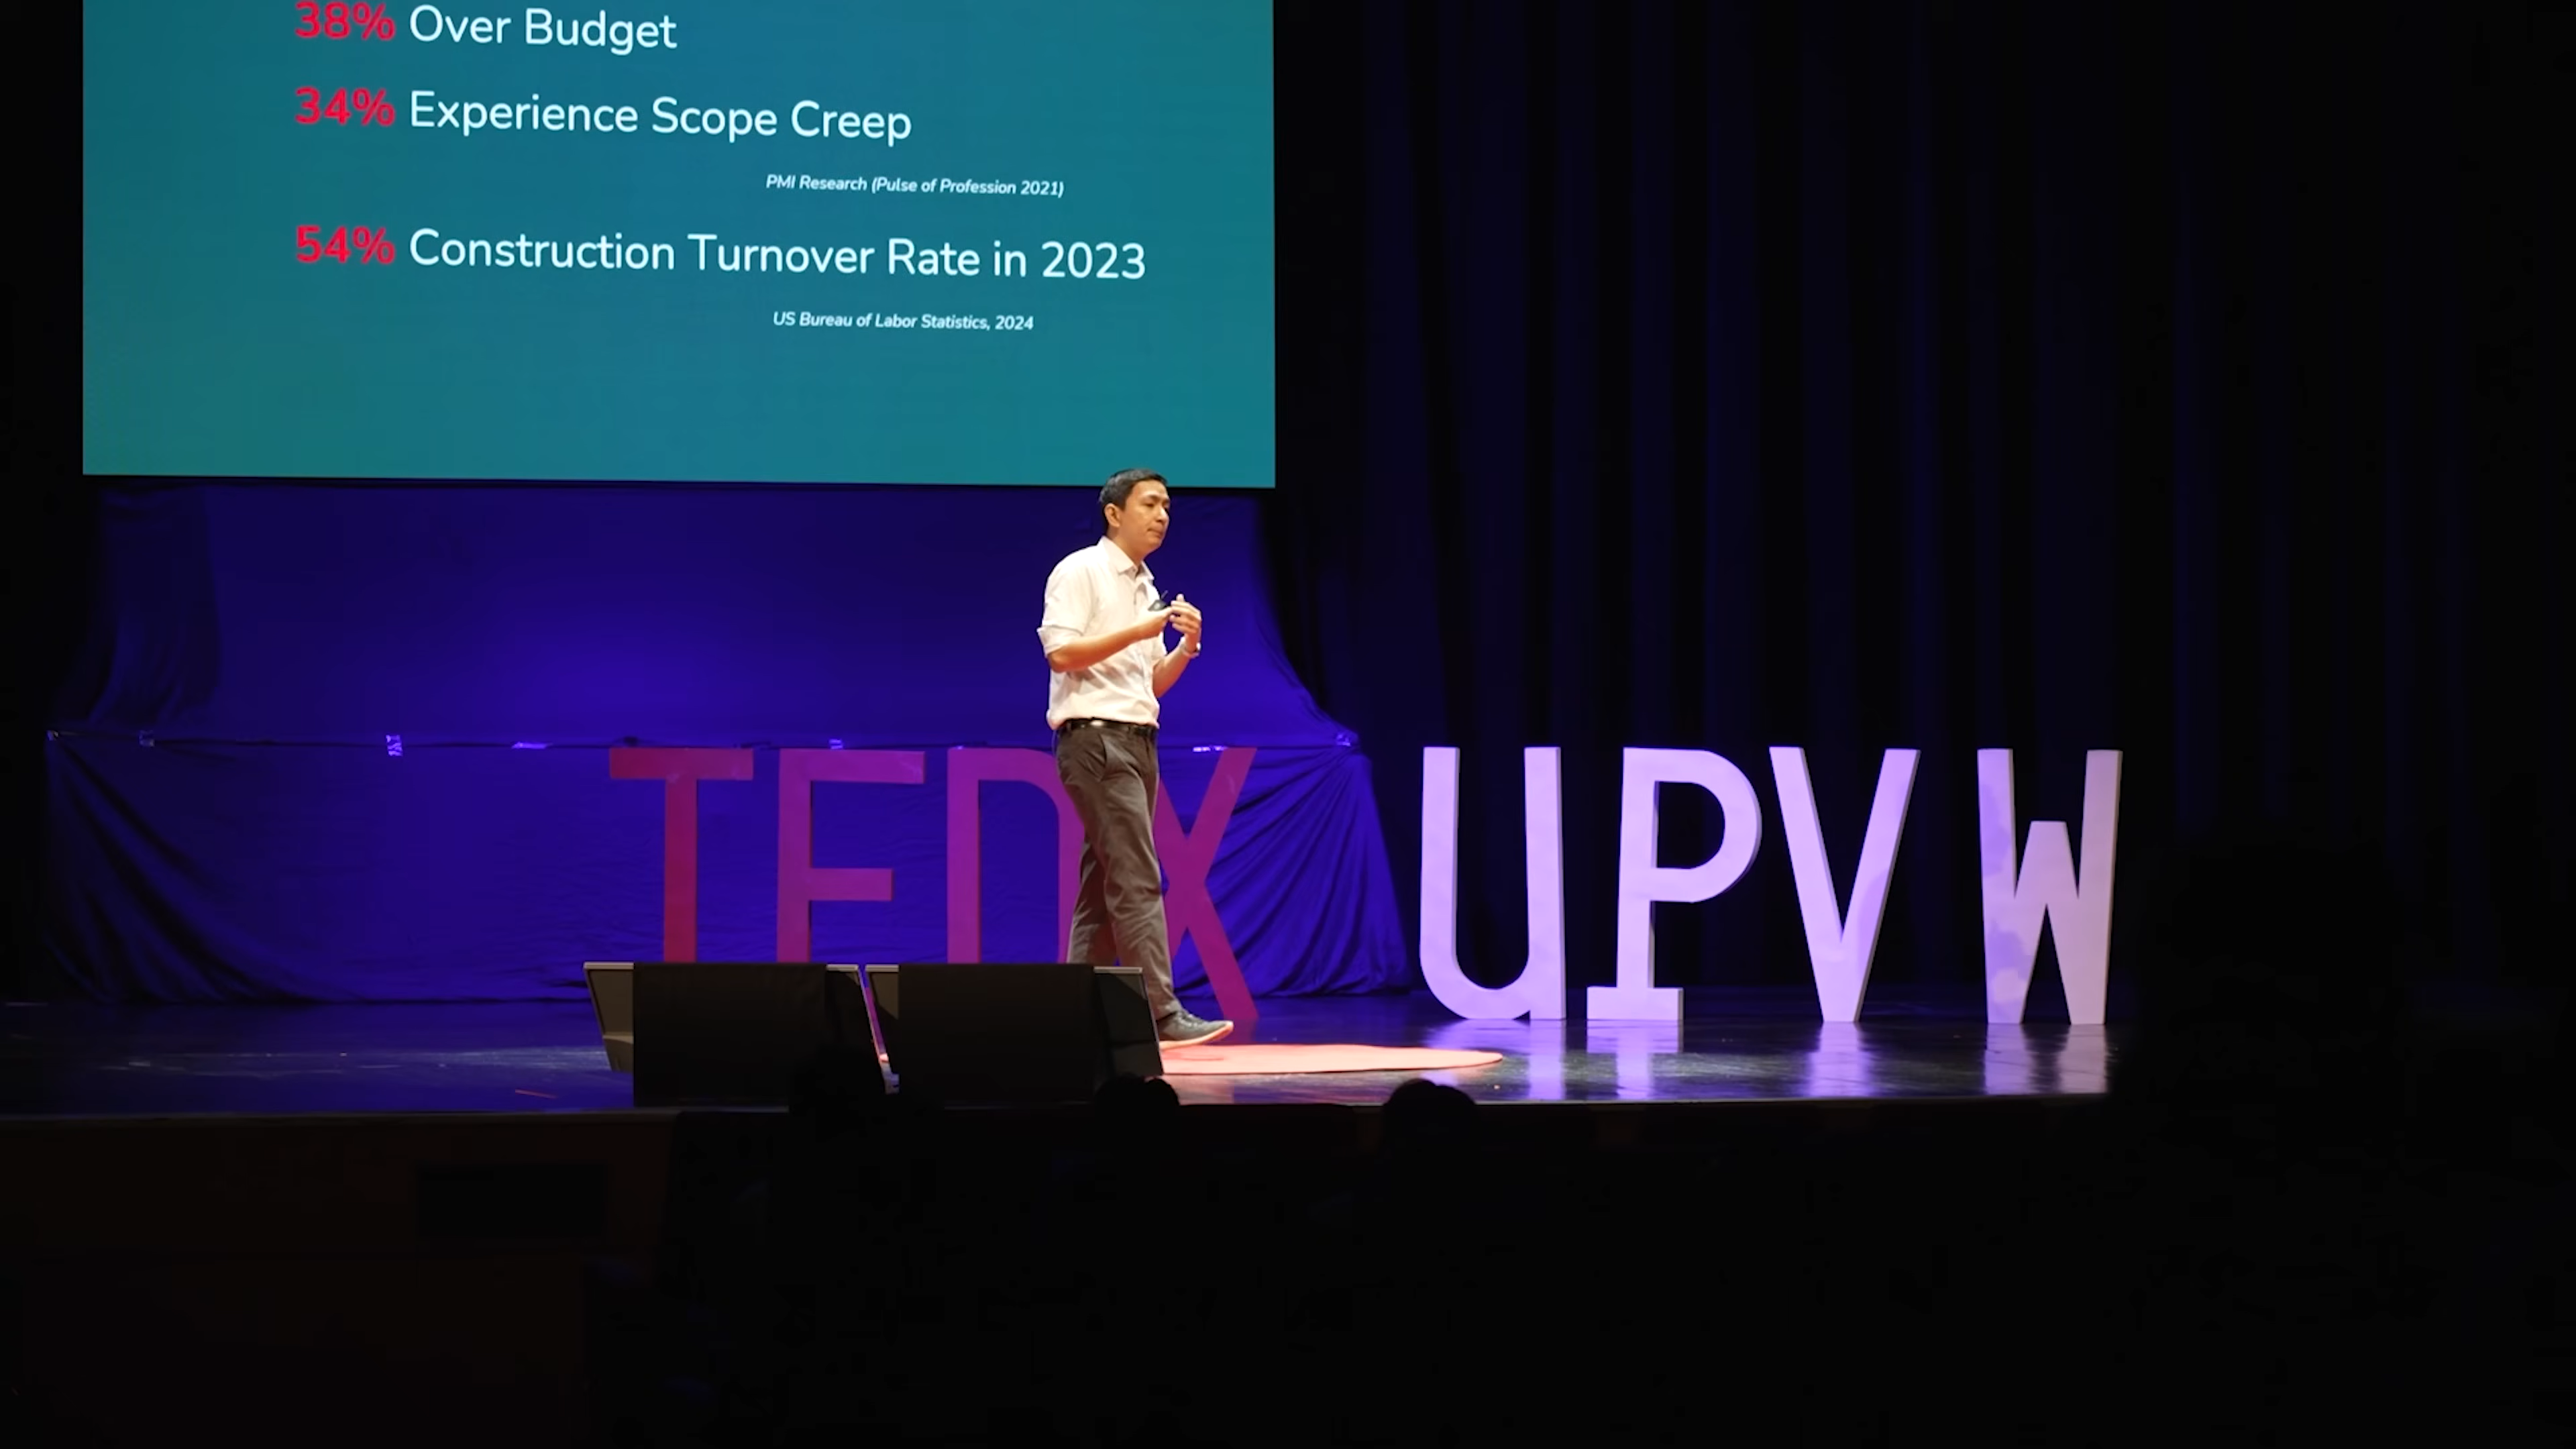 38% Over Budget
34% Experience Scope Creep
PMI Research (Pulse of Profession 2021)
54% Construction Turnover Rate in 2023
US Bureau of Labor Statistics, 2024
TEDX UPV W